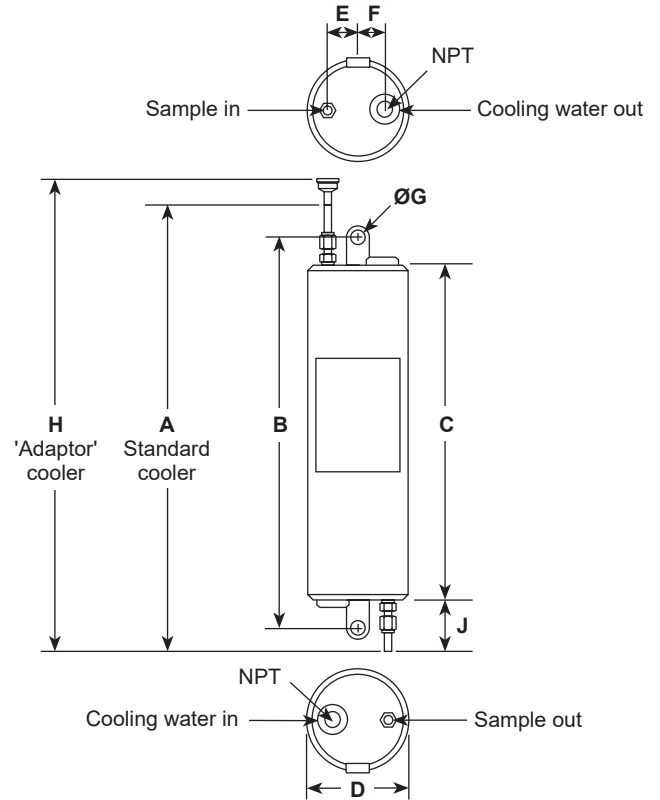 E F
NPT
Sample in
Cooling water out
ØG
H
'Adaptor'
cooler
A
Standard
cooler
B
C
J
NPT
Cooling water in
Sample out
D